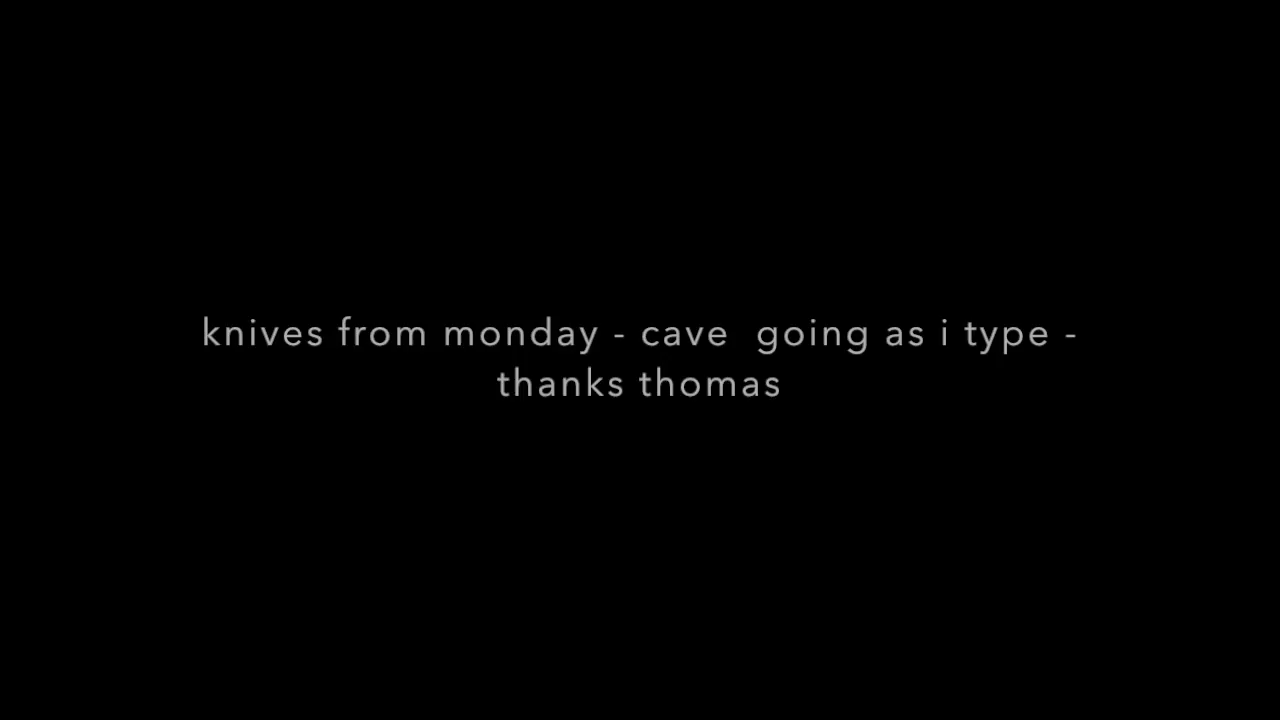 knives from monday - cave  going as i type -
thanks thomas